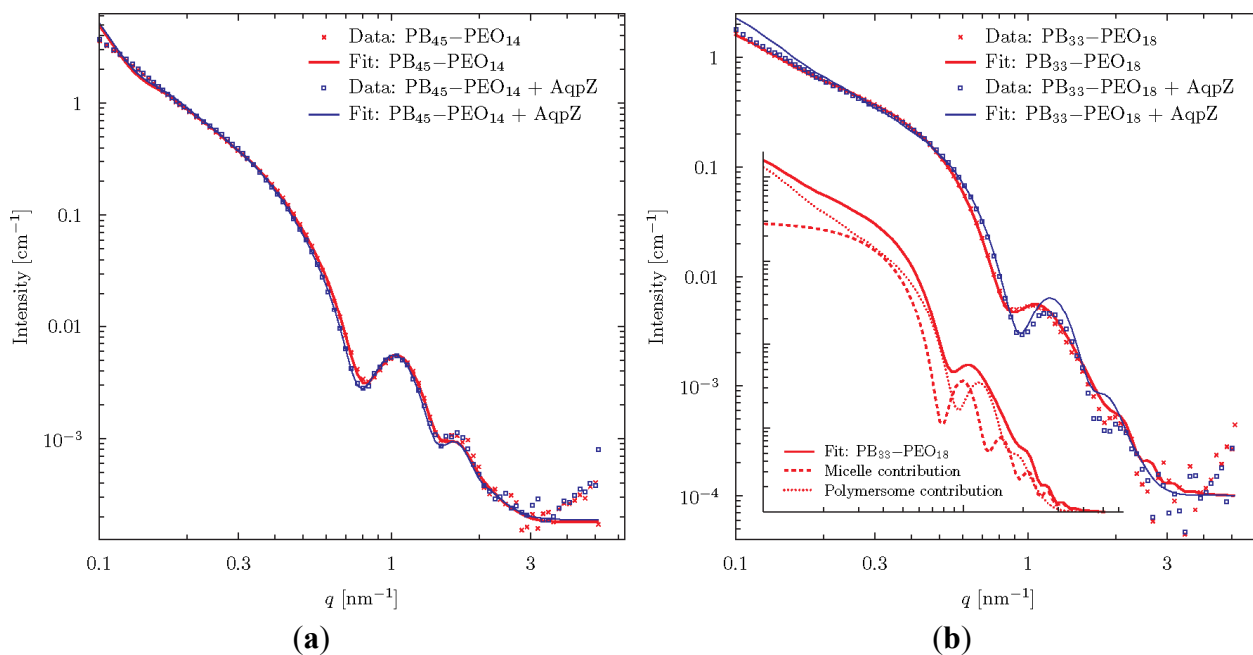 Data: PB₄₅−PEO₁₄
Fit: PB₄₅−PEO₁₄
Data: PB₄₅−PEO₁₄ + AqpZ
Fit: PB₄₅−PEO₁₄ + AqpZ
1
0.1
0.01
10⁻³
Intensity [cm⁻¹]
0.1 0.3 1 3
q [nm⁻¹]
(a)
Data: PB₃₃−PEO₁₈
Fit: PB₃₃−PEO₁₈
Data: PB₃₃−PEO₁₈ + AqpZ
Fit: PB₃₃−PEO₁₈ + AqpZ
1
0.1
0.01
10⁻³
10⁻⁴
Intensity [cm⁻¹]
Fit: PB₃₃−PEO₁₈
Micelle contribution
Polymersome contribution
0.1 0.3 1 3
q [nm⁻¹]
(b)